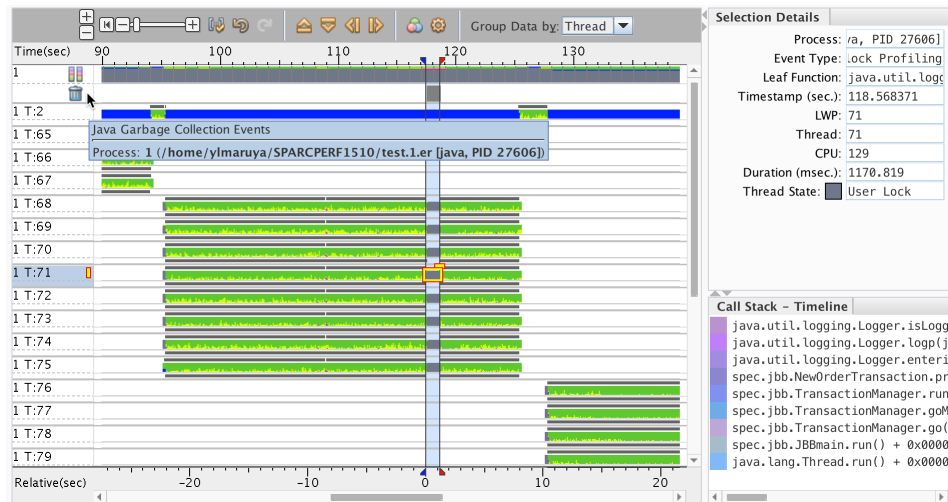 Group Data by: Thread
Time(sec) 90 100 110 120 130
1
1 T:2
Java Garbage Collection Events
Process: 1 (/home/ylmaruya/SPARCPERF1510/test.1.er [java, PID 27606])
1 T:65
1 T:66
1 T:67
1 T:68
1 T:69
1 T:70
1 T:71
1 T:72
1 T:73
1 T:74
1 T:75
1 T:76
1 T:77
1 T:78
1 T:79
Relative(sec) -20 -10 0 10 20
Selection Details
Process: va, PID 27606]
Event Type: Lock Profiling
Leaf Function: java.util.logg
Timestamp (sec.): 118.568371
LWP: 71
Thread: 71
CPU: 129
Duration (msec.): 1170.819
Thread State: User Lock
Call Stack - Timeline
java.util.logging.Logger.isLogg
java.util.logging.Logger.logp(j
java.util.logging.Logger.enteri
spec.jbb.NewOrderTransaction.pr
spec.jbb.TransactionManager.run
spec.jbb.TransactionManager.goM
spec.jbb.TransactionManager.go(
spec.jbb.JBBmain.run() + 0x0000
java.lang.Thread.run() + 0x0000